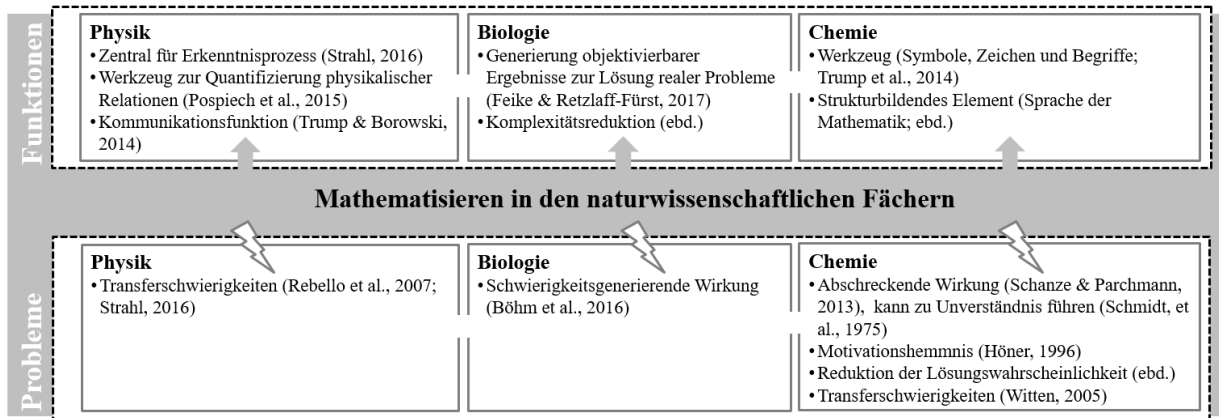 Funktionen
Physik
•Zentral für Erkenntnisprozess (Strahl, 2016)
•Werkzeug zur Quantifizierung physikalischer
Relationen (Pospiech et al., 2015)
•Kommunikationsfunktion (Trump & Borowski,
2014)
Biologie
•Generierung objektivierbarer
Ergebnisse zur Lösung realer Probleme
(Feike & Retzlaff-Fürst, 2017)
•Komplexitätsreduktion (ebd.)
Chemie
•Werkzeug (Symbole, Zeichen und Begriffe;
Trump et al., 2014)
•Strukturbildendes Element (Sprache der
Mathematik; ebd.)
Mathematisieren in den naturwissenschaftlichen Fächern
Probleme
Physik
•Transferschwierigkeiten (Rebello et al., 2007;
Strahl, 2016)
Biologie
•Schwierigkeitsgenerierende Wirkung
(Böhm et al., 2016)
Chemie
•Abschreckende Wirkung (Schanze & Parchmann,
2013), kann zu Unverständnis führen (Schmidt, et
al., 1975)
•Motivationshemmnis (Höner, 1996)
•Reduktion der Lösungswahrscheinlichkeit (ebd.)
•Transferschwierigkeiten (Witten, 2005)